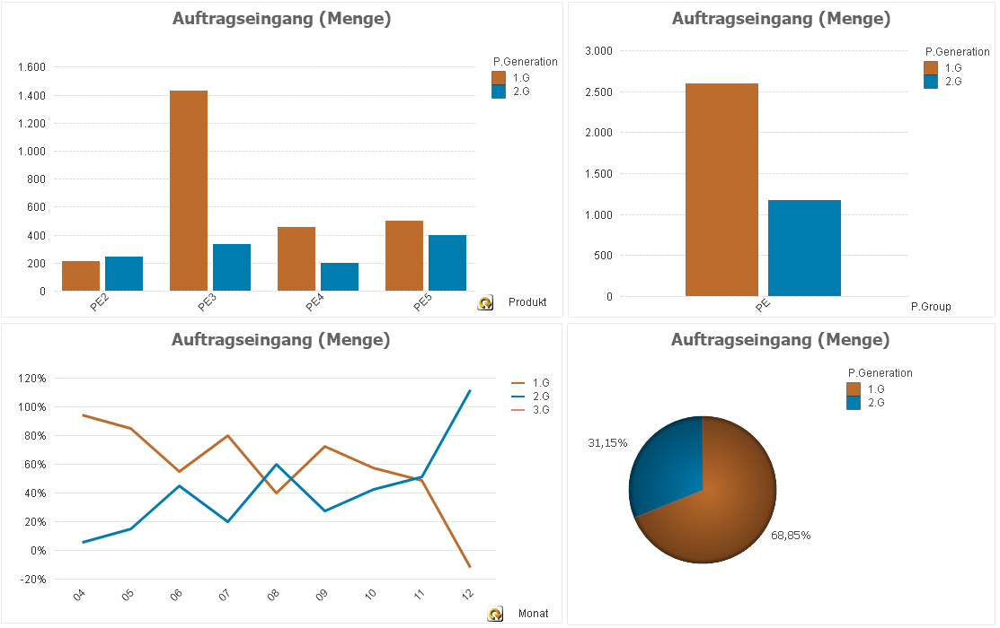 Auftragseingang (Menge)
P.Generation
1.G
2.G
1.600
1.400
1.200
1.000
800
600
400
200
0
PE2
PE3
PE4
PE5
Produkt
Auftragseingang (Menge)
P.Generation
1.G
2.G
3.000
2.500
2.000
1.500
1.000
500
0
PE
P.Group
Auftragseingang (Menge)
1.G
2.G
3.G
120%
100%
80%
60%
40%
20%
0%
-20%
04
05
06
07
08
09
10
11
12
Monat
Auftragseingang (Menge)
P.Generation
1.G
2.G
31,15%
68,85%